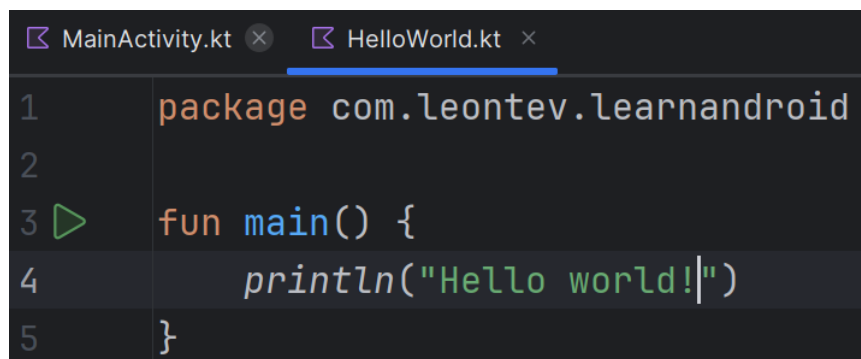 MainActivity.kt HelloWorld.kt
1 package com.leontev.learnandroid
2
3 fun main() {
4     println("Hello world!")
5 }